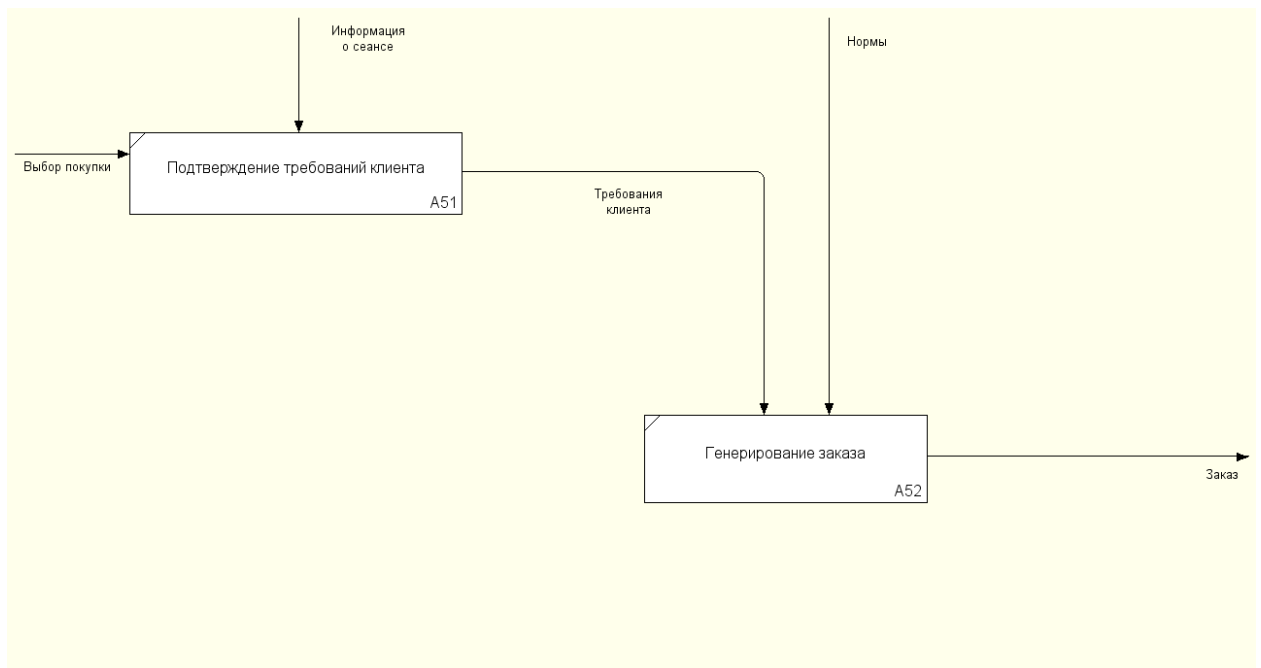 Информация
о сеансе
Нормы
Выбор покупки
Подтверждение требований клиента
A51
Требования
клиента
Генерирование заказа
A52
Заказ